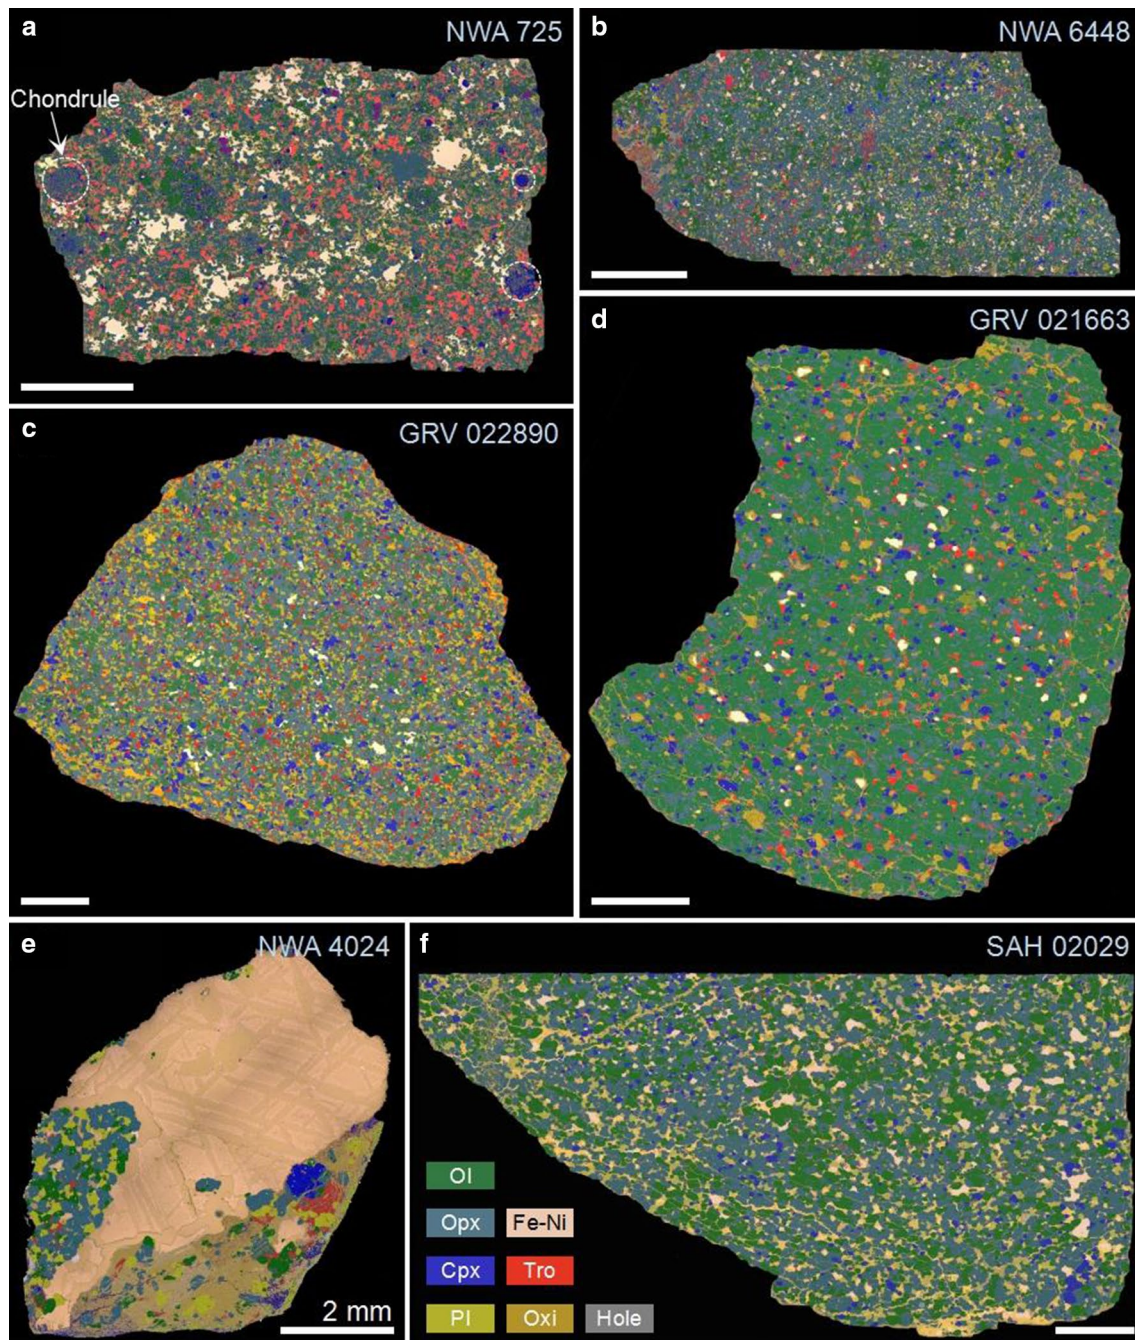 a
NWA 725
Chondrule
b
NWA 6448
c
GRV 022890
d
GRV 021663
e
NWA 4024
2 mm
f
SAH 02029
Ol
Opx Fe-Ni
Cpx Tro
Pl Oxi Hole